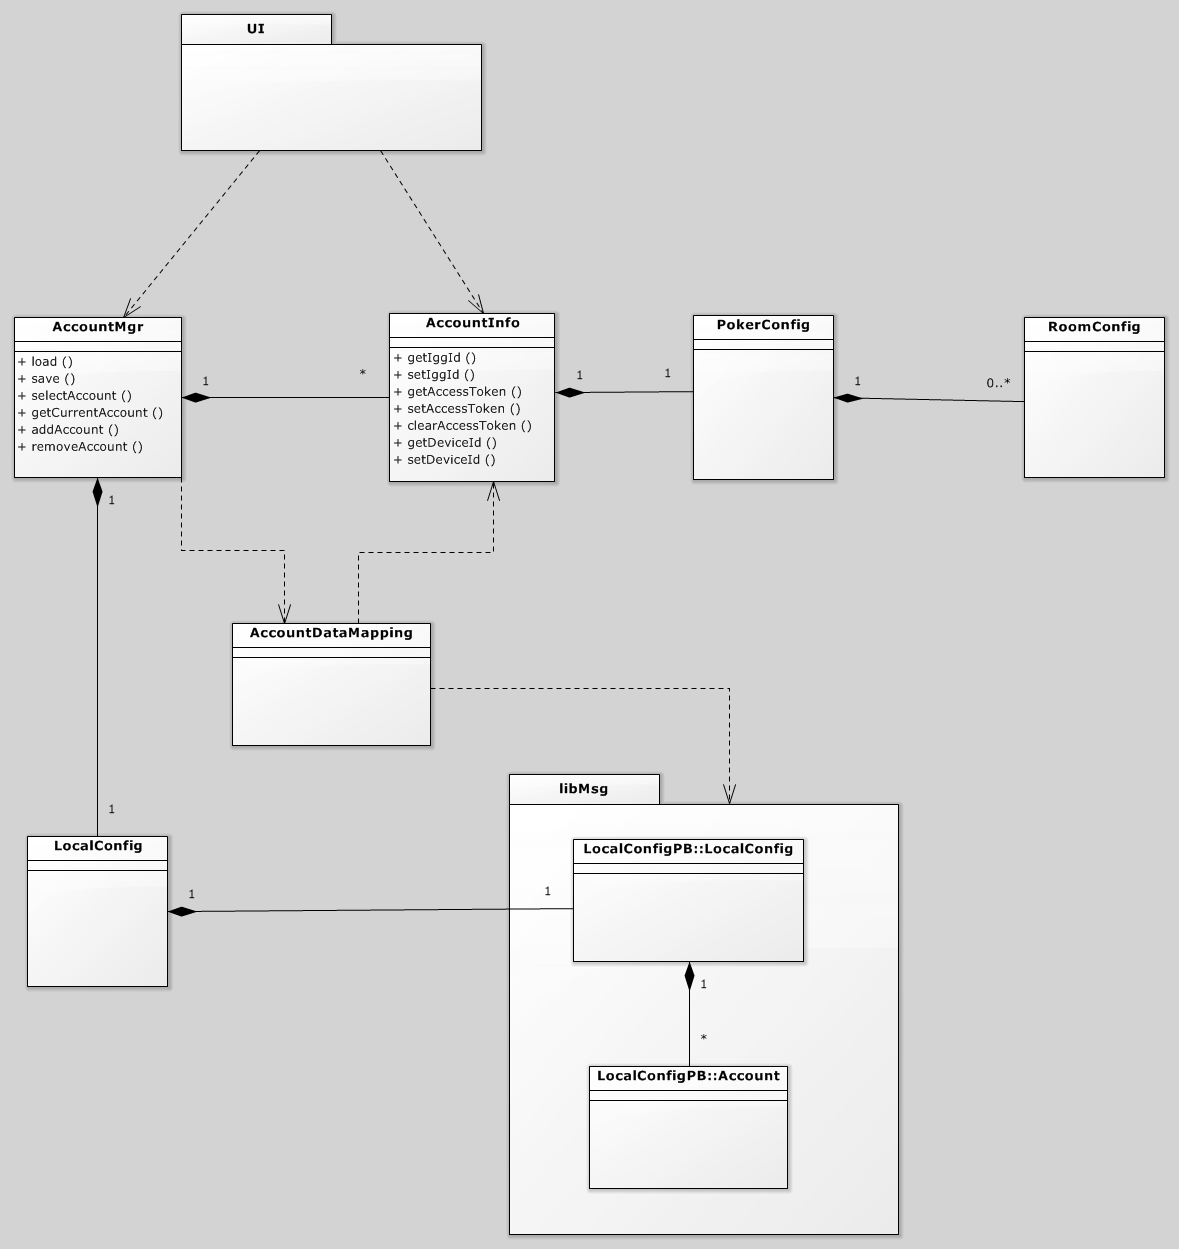 UI
AccountMgr
+ load ()
+ save ()
+ selectAccount ()
+ getCurrentAccount ()
+ addAccount ()
+ removeAccount ()
1
*
AccountInfo
+ getIggId ()
+ setIggId ()
+ getAccessToken ()
+ setAccessToken ()
+ clearAccessToken ()
+ getDeviceId ()
+ setDeviceId ()
1
1
PokerConfig
1
0..*
RoomConfig
1
AccountDataMapping
1
LocalConfig
1
1
libMsg
LocalConfigPB::LocalConfig
1
*
LocalConfigPB::Account